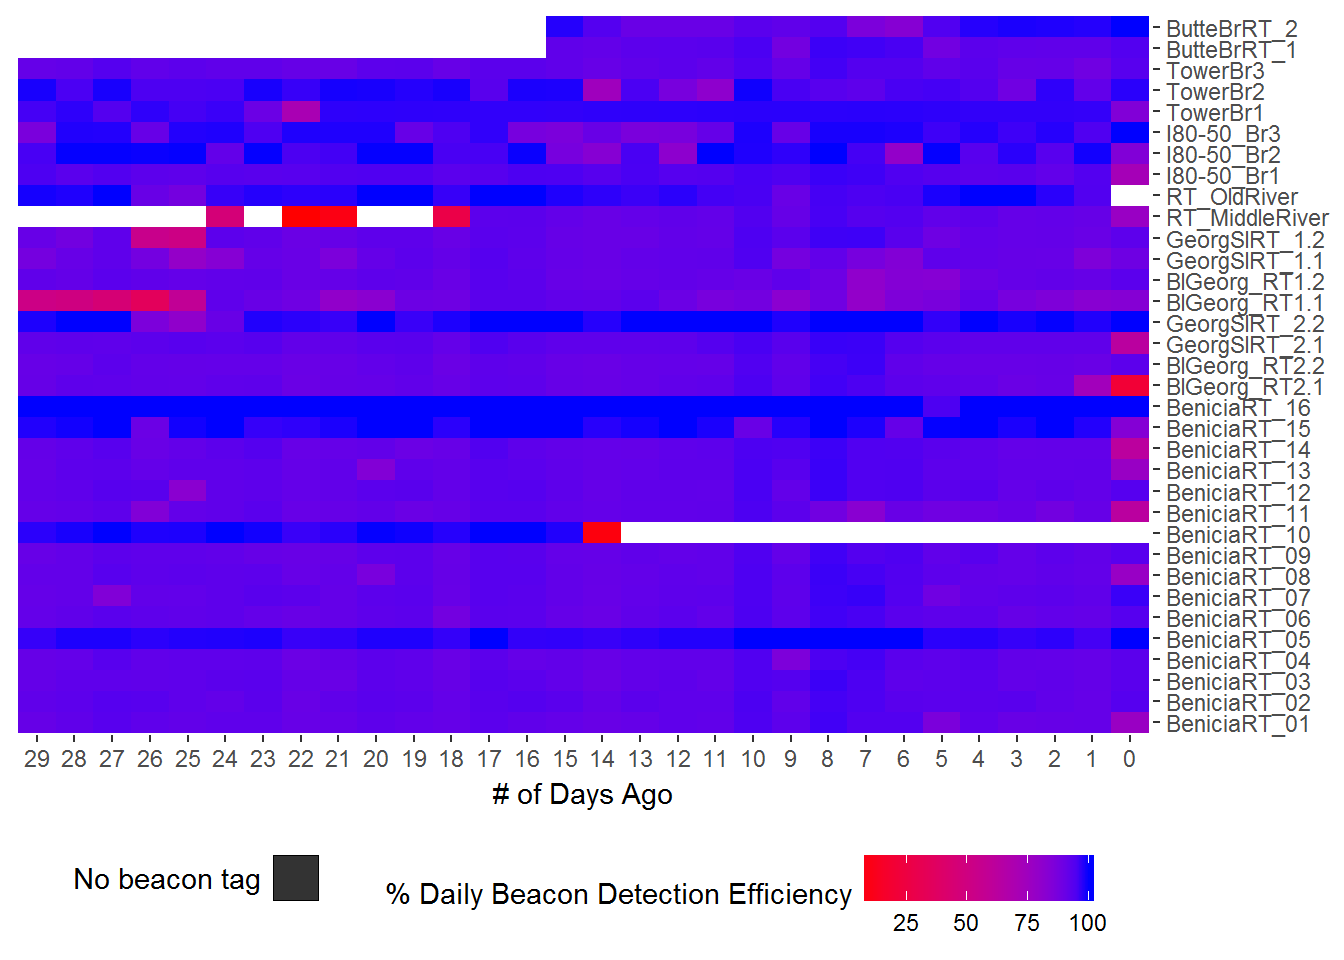 ButteBrRT_2
ButteBrRT_1
TowerBr3
TowerBr2
TowerBr1
I80-50_Br3
I80-50_Br2
I80-50_Br1
RT_OldRiver
RT_MiddleRiver
GeorgSlRT_1.2
GeorgSlRT_1.1
BlGeorg_RT1.2
BlGeorg_RT1.1
GeorgSlRT_2.2
GeorgSlRT_2.1
BlGeorg_RT2.2
BlGeorg_RT2.1
BeniciaRT_16
BeniciaRT_15
BeniciaRT_14
BeniciaRT_13
BeniciaRT_12
BeniciaRT_11
BeniciaRT_10
BeniciaRT_09
BeniciaRT_08
BeniciaRT_07
BeniciaRT_06
BeniciaRT_05
BeniciaRT_04
BeniciaRT_03
BeniciaRT_02
BeniciaRT_01
29 28 27 26 25 24 23 22 21 20 19 18 17 16 15 14 13 12 11 10 9 8 7 6 5 4 3 2 1 0
# of Days Ago
No beacon tag
% Daily Beacon Detection Efficiency
25 50 75 100